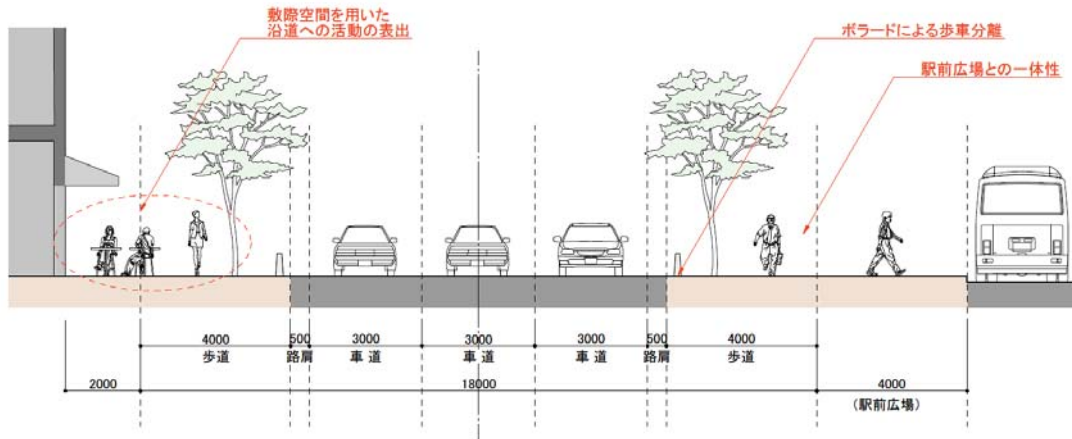 敷際空間を用いた
沿道への活動の表出
ボラードによる歩車分離
駅前広場との一体性
4000 500 3000 3000 3000 500 4000
歩道 路肩 車道 車道 車道 路肩 歩道
2000 18000 4000
(駅前広場)